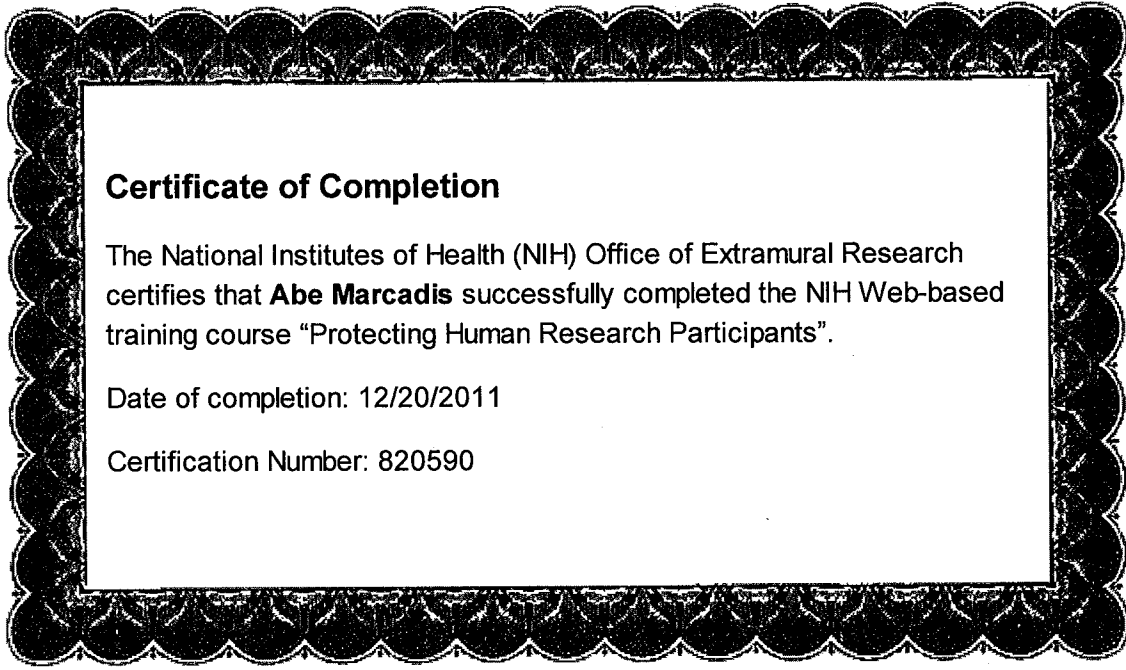 Certificate of Completion
The National Institutes of Health (NIH) Office of Extramural Research
certifies that Abe Marcadis successfully completed the NIH Web-based
training course “Protecting Human Research Participants”.
Date of completion: 12/20/2011
Certification Number: 820590